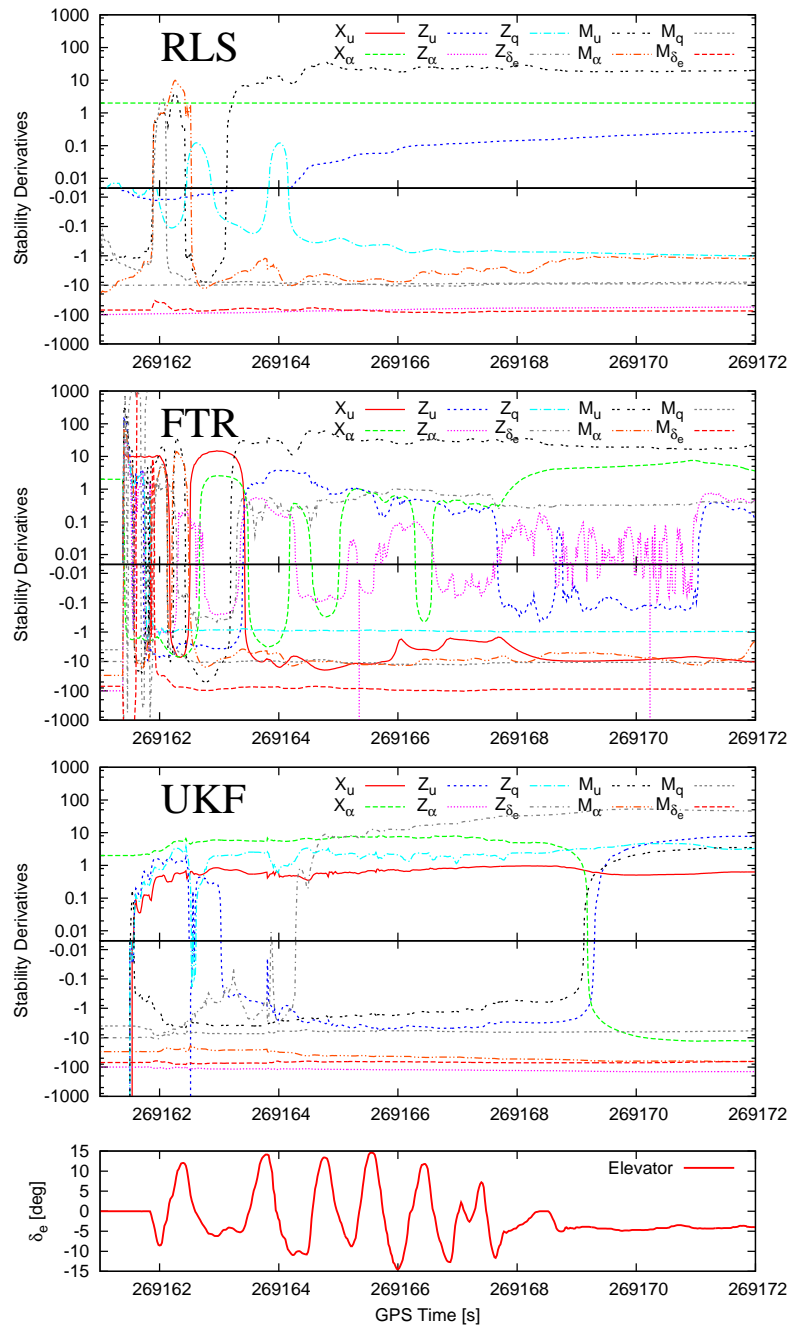 1000
100
10
1
0.1
0.01
-0.01
-0.1
-1
-10
-100
-1000
Stability Derivatives
RLS
X_u Z_u Z_q M_u M_q
X_α Z_α Z_δe M_α M_δe
269162 269164 269166 269168 269170 269172
1000
100
10
1
0.1
0.01
-0.01
-0.1
-1
-10
-100
-1000
Stability Derivatives
FTR
X_u Z_u Z_q M_u M_q
X_α Z_α Z_δe M_α M_δe
269162 269164 269166 269168 269170 269172
1000
100
10
1
0.1
0.01
-0.01
-0.1
-1
-10
-100
-1000
Stability Derivatives
UKF
X_u Z_u Z_q M_u M_q
X_α Z_α Z_δe M_α M_δe
269162 269164 269166 269168 269170 269172
15
10
5
0
-5
-10
-15
δ_e [deg]
Elevator
269162 269164 269166 269168 269170 269172
GPS Time [s]